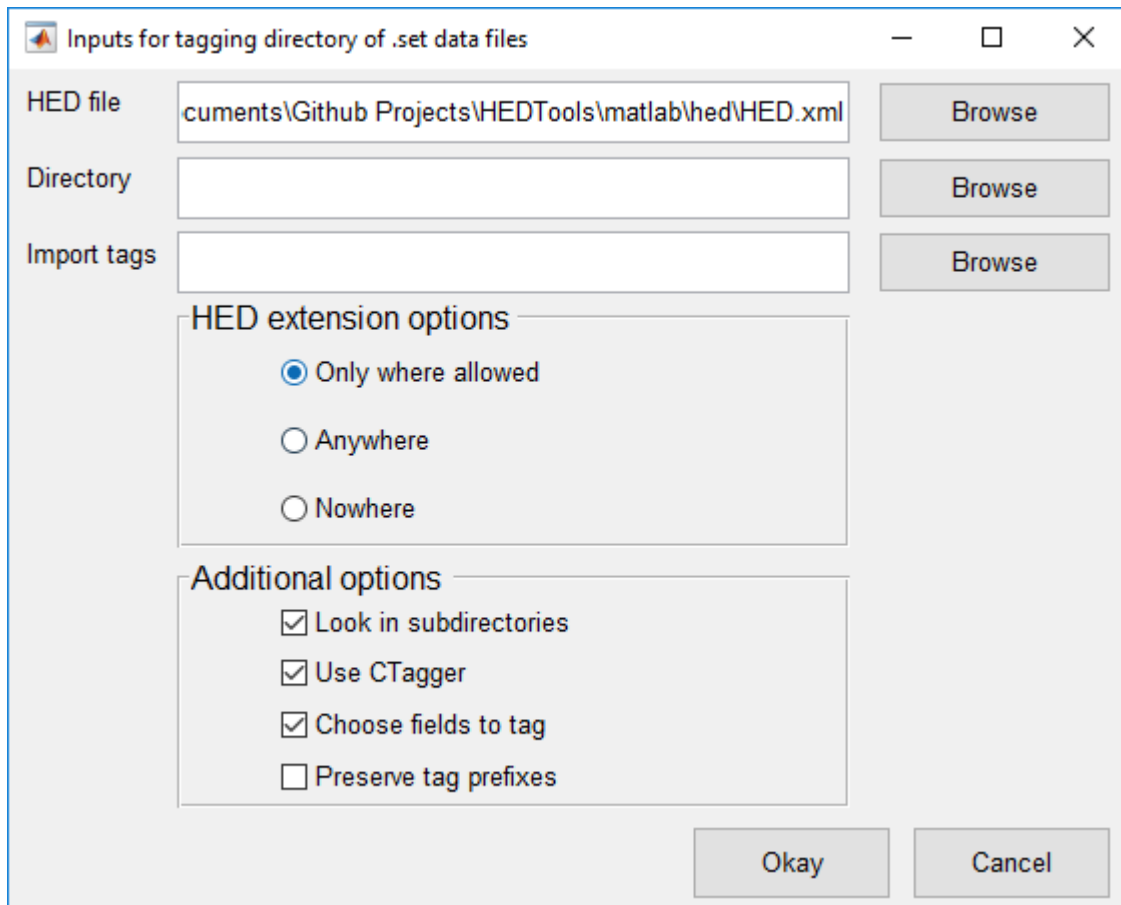 Inputs for tagging directory of .set data files
HED file
cuments\Github Projects\HEDTools\matlab\hed\HED.xml
Browse
Directory
Browse
Import tags
Browse
HED extension options
Only where allowed
Anywhere
Nowhere
Additional options
Look in subdirectories
Use CTagger
Choose fields to tag
Preserve tag prefixes
Okay
Cancel